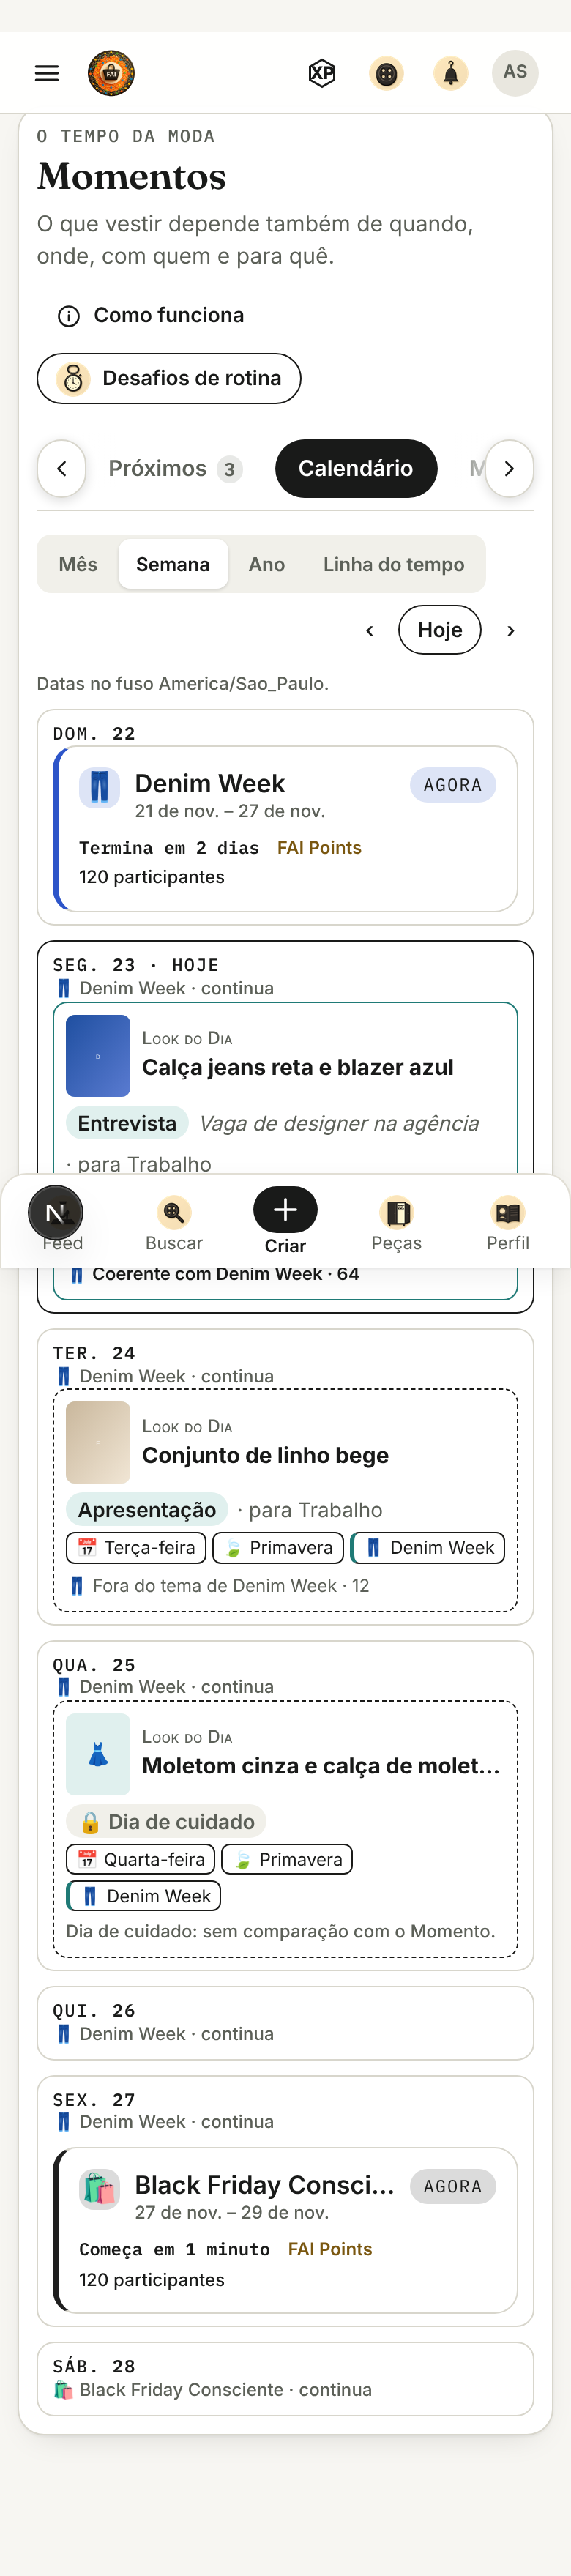 FAI
XP
AS
O TEMPO DA MODA
Momentos
O que vestir depende também de quando,
onde, com quem e para quê.
Como funciona
Desafios de rotina
Próximos 3
Calendário
M
Mês
Semana
Ano
Linha do tempo
‹ Hoje ›
Datas no fuso America/Sao_Paulo.
DOM. 22
Denim Week
AGORA
21 de nov. – 27 de nov.
Termina em 2 dias FAI Points
120 participantes
SEG. 23 · HOJE
Denim Week · continua
D
Look do Dia
Calça jeans reta e blazer azul
Entrevista Vaga de designer na agência
· para Trabalho
N
Feed
Buscar
Criar
Peças
Perfil
Coerente com Denim Week · 64
TER. 24
Denim Week · continua
Look do Dia
Conjunto de linho bege
Apresentação · para Trabalho
Terça-feira Primavera Denim Week
Fora do tema de Denim Week · 12
QUA. 25
Denim Week · continua
Look do Dia
Moletom cinza e calça de molet...
Dia de cuidado
Quarta-feira Primavera
Denim Week
Dia de cuidado: sem comparação com o Momento.
QUI. 26
Denim Week · continua
SEX. 27
Denim Week · continua
Black Friday Consci...
AGORA
27 de nov. – 29 de nov.
Começa em 1 minuto FAI Points
120 participantes
SÁB. 28
Black Friday Consciente · continua